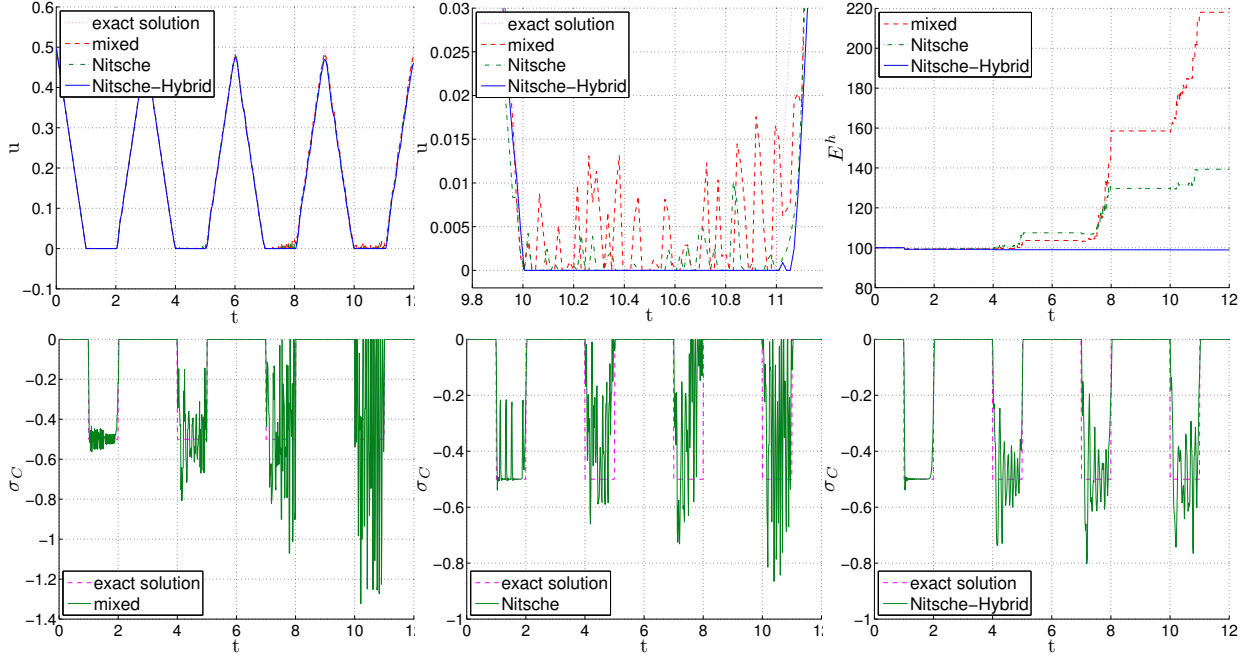 0.6
0.5
0.4
0.3
0.2
0.1
0
−0.1
u
0 2 4 6 8 10 12
t
exact solution
mixed
Nitsche
Nitsche−Hybrid
0.03
0.025
0.02
0.015
0.01
0.005
0
u
9.8 10 10.2 10.4 10.6 10.8 11
t
exact solution
mixed
Nitsche
Nitsche−Hybrid
220
200
180
160
140
120
100
80
E^h
0 2 4 6 8 10 12
t
mixed
Nitsche
Nitsche−Hybrid
−0.2
−0.4
−0.6
−0.8
−1
−1.2
−1.4
σ_C
0 2 4 6 8 10 12
t
exact solution
mixed
−0.2
−0.4
−0.6
−0.8
−1
σ_C
0 2 4 6 8 10 12
t
exact solution
Nitsche
−0.2
−0.4
−0.6
−0.8
−1
σ_C
0 2 4 6 8 10 12
t
exact solution
Nitsche−Hybrid